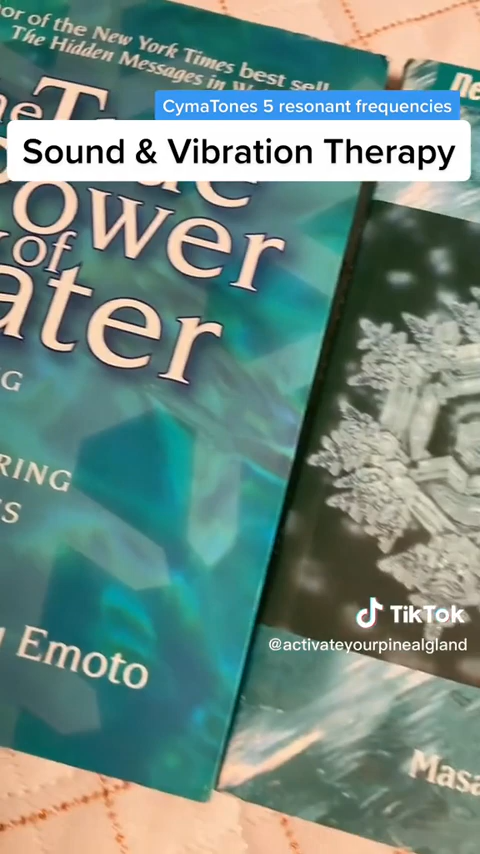 or of the New York Times best sell
The Hidden Messages in
CymaTones 5 resonant frequencies
Sound & Vibration Therapy
ower
of
ater
G
RING
S
Emoto
Ne
TikTok
@activateyourpinealgland
Masa